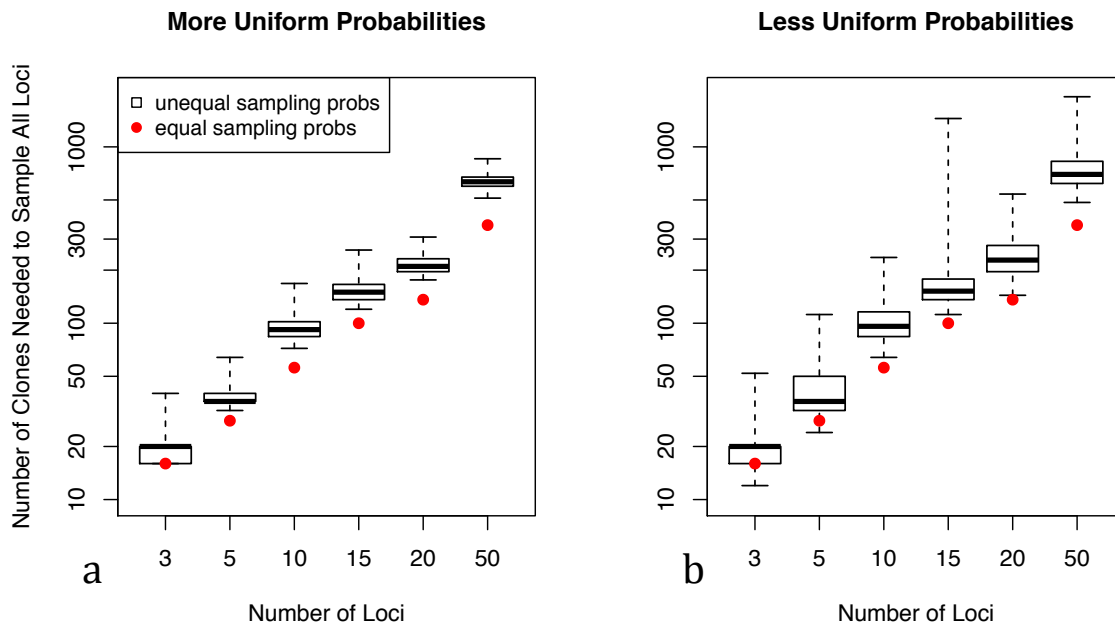 More Uniform Probabilities
Less Uniform Probabilities
Number of Clones Needed to Sample All Loci
unequal sampling probs
equal sampling probs
1000
300
100
50
20
10
3 5 10 15 20 50
a
Number of Loci
1000
300
100
50
20
10
3 5 10 15 20 50
b
Number of Loci